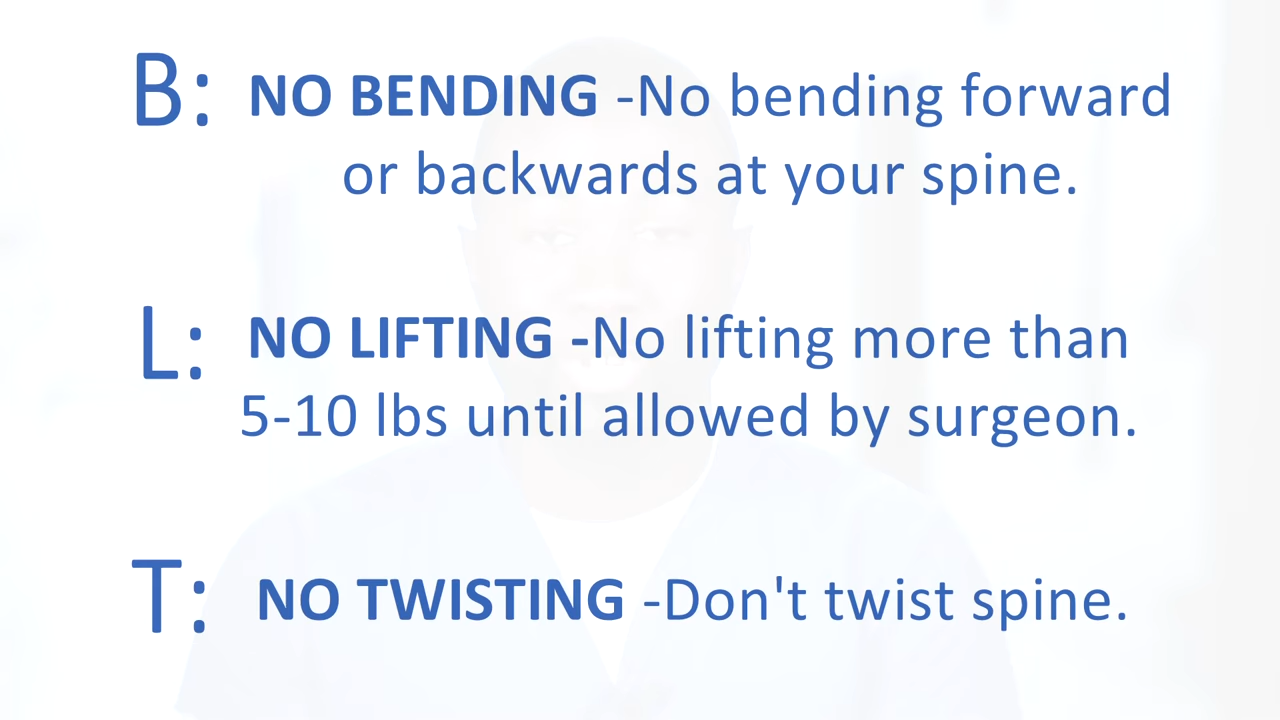 B: NO BENDING -No bending forward
or backwards at your spine.
L: NO LIFTING -No lifting more than
5-10 lbs until allowed by surgeon.
T: NO TWISTING -Don't twist spine.